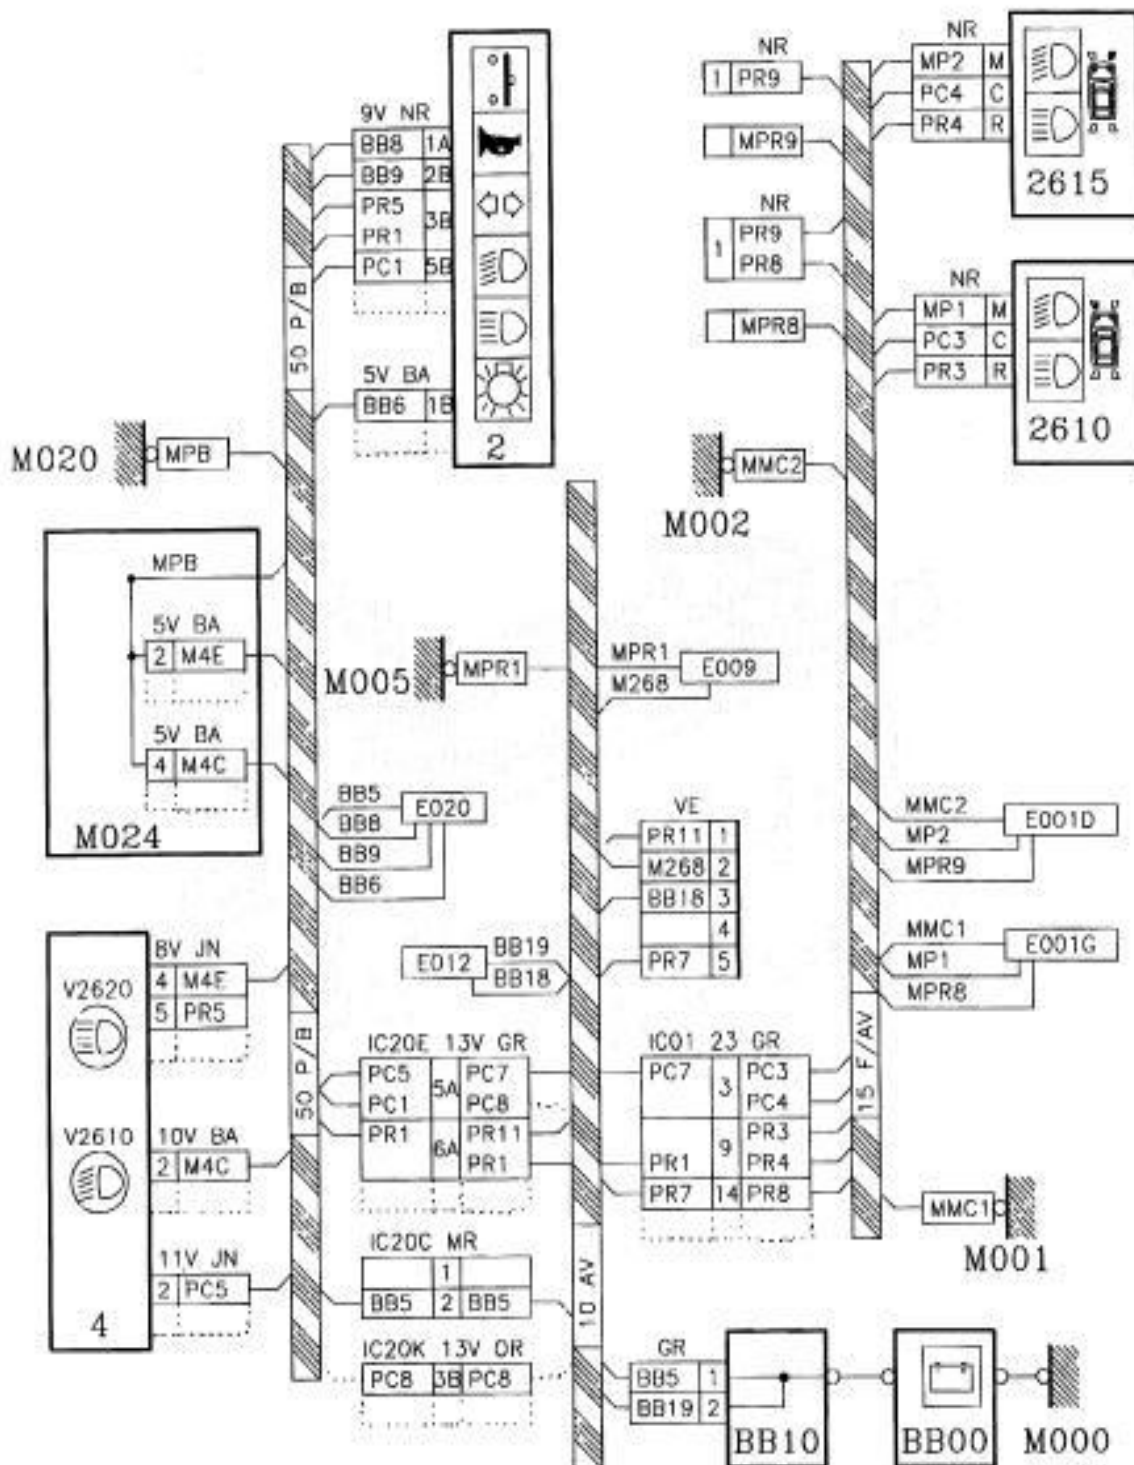 NR
MP2 M
PC4 C
PR4 R
2615
NR
1 PR9
MPR9
NR
1 PR9
PR8
MPR8
NR
MP1 M
PC3 C
PR3 R
2610
9V NR
BB8 1A
BB9 2B
PR5 3B
PR1
PC1 5B
5V BA
BB6 1B
2
50 P/B
M020
MPB
MMC2
M002
MPB
5V BA
2 M4E
5V BA
4 M4C
M024
M005
MPR1
MPR1
M268
E009
BB5
BB8
BB9
BB6
E020
VE
PR11 1
M268 2
BB18 3
4
PR7 5
MMC2
MP2
MPR9
E001D
MMC1
MP1
MPR8
E001G
E012
BB19
BB18
8V JN
V2620
4 M4E
5 PR5
V2610
10V BA
2 M4C
11V JN
2 PC5
4
50 P/B
IC20E 13V GR
PC5 5A PC7
PC1 PC8
PR1 6A PR11
PR1
IC01 23 GR
PC7 3 PC3
PC4
PR1 9 PR3
PR4
PR7 14 PR8
15 F/AV
MMC1
M001
IC20C MR
1
BB5 2 BB5
IC20K 13V OR
PC8 3B PC8
10 AV
GR
BB5 1
BB19 2
BB10
BB00
M000